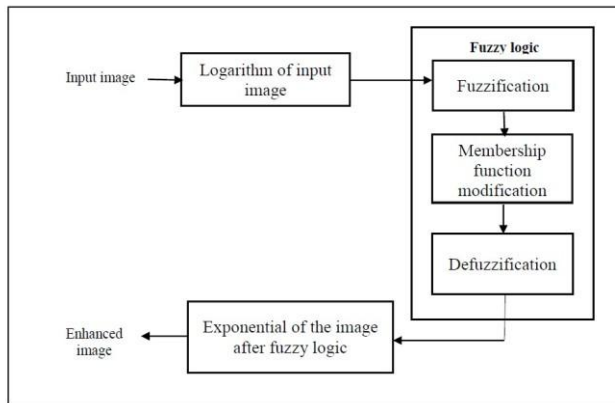 Fuzzy logic
Input image
Logarithm of input
image
Fuzzification
Membership
function
modification
Defuzzification
Enhanced
image
Exponential of the image
after fuzzy logic